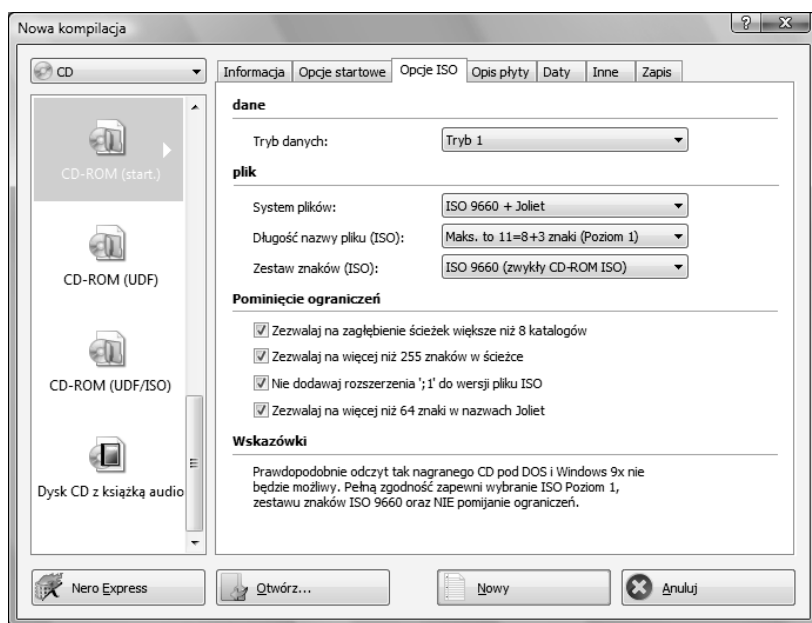 Nowa kompilacja
CD
CD-ROM (start.)
CD-ROM (UDF)
CD-ROM (UDF/ISO)
Dysk CD z książką audio
Informacja
Opcje startowe
Opcje ISO
Opis płyty
Daty
Inne
Zapis
dane
Tryb danych: Tryb 1
plik
System plików: ISO 9660 + Joliet
Długość nazwy pliku (ISO): Maks. to 11=8+3 znaki (Poziom 1)
Zestaw znaków (ISO): ISO 9660 (zwykły CD-ROM ISO)
Pominięcie ograniczeń
Zezwalaj na zagłębienie ścieżek większe niż 8 katalogów
Zezwalaj na więcej niż 255 znaków w ścieżce
Nie dodawaj rozszerzenia ';1' do wersji pliku ISO
Zezwalaj na więcej niż 64 znaki w nazwach Joliet
Wskazówki
Prawdopodobnie odczyt tak nagranego CD pod DOS i Windows 9x nie
będzie możliwy. Pełną zgodność zapewni wybranie ISO Poziom 1,
zestawu znaków ISO 9660 oraz NIE pomijanie ograniczeń.
Nero Express
Otwórz...
Nowy
Anuluj